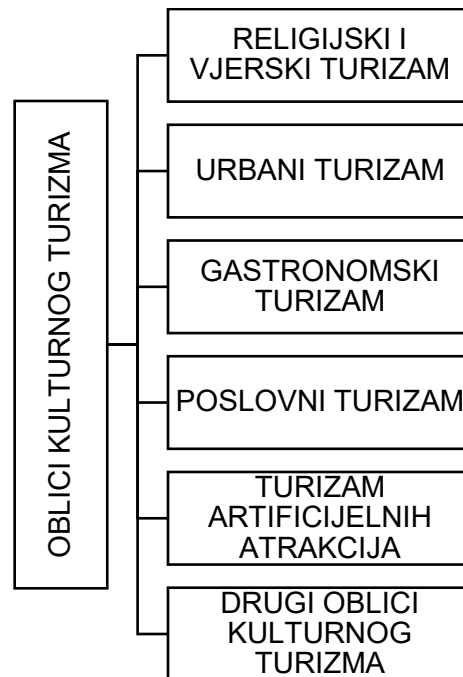 OBLICI KULTURNOG TURIZMA
RELIGIJSKI I
VJERSKI TURIZAM
URBANI TURIZAM
GASTRONOMSKI
TURIZAM
POSLOVNI TURIZAM
TURIZAM
ARTIFICIJELNIH
ATRAKCIJA
DRUGI OBLICI
KULTURNOG
TURIZMA